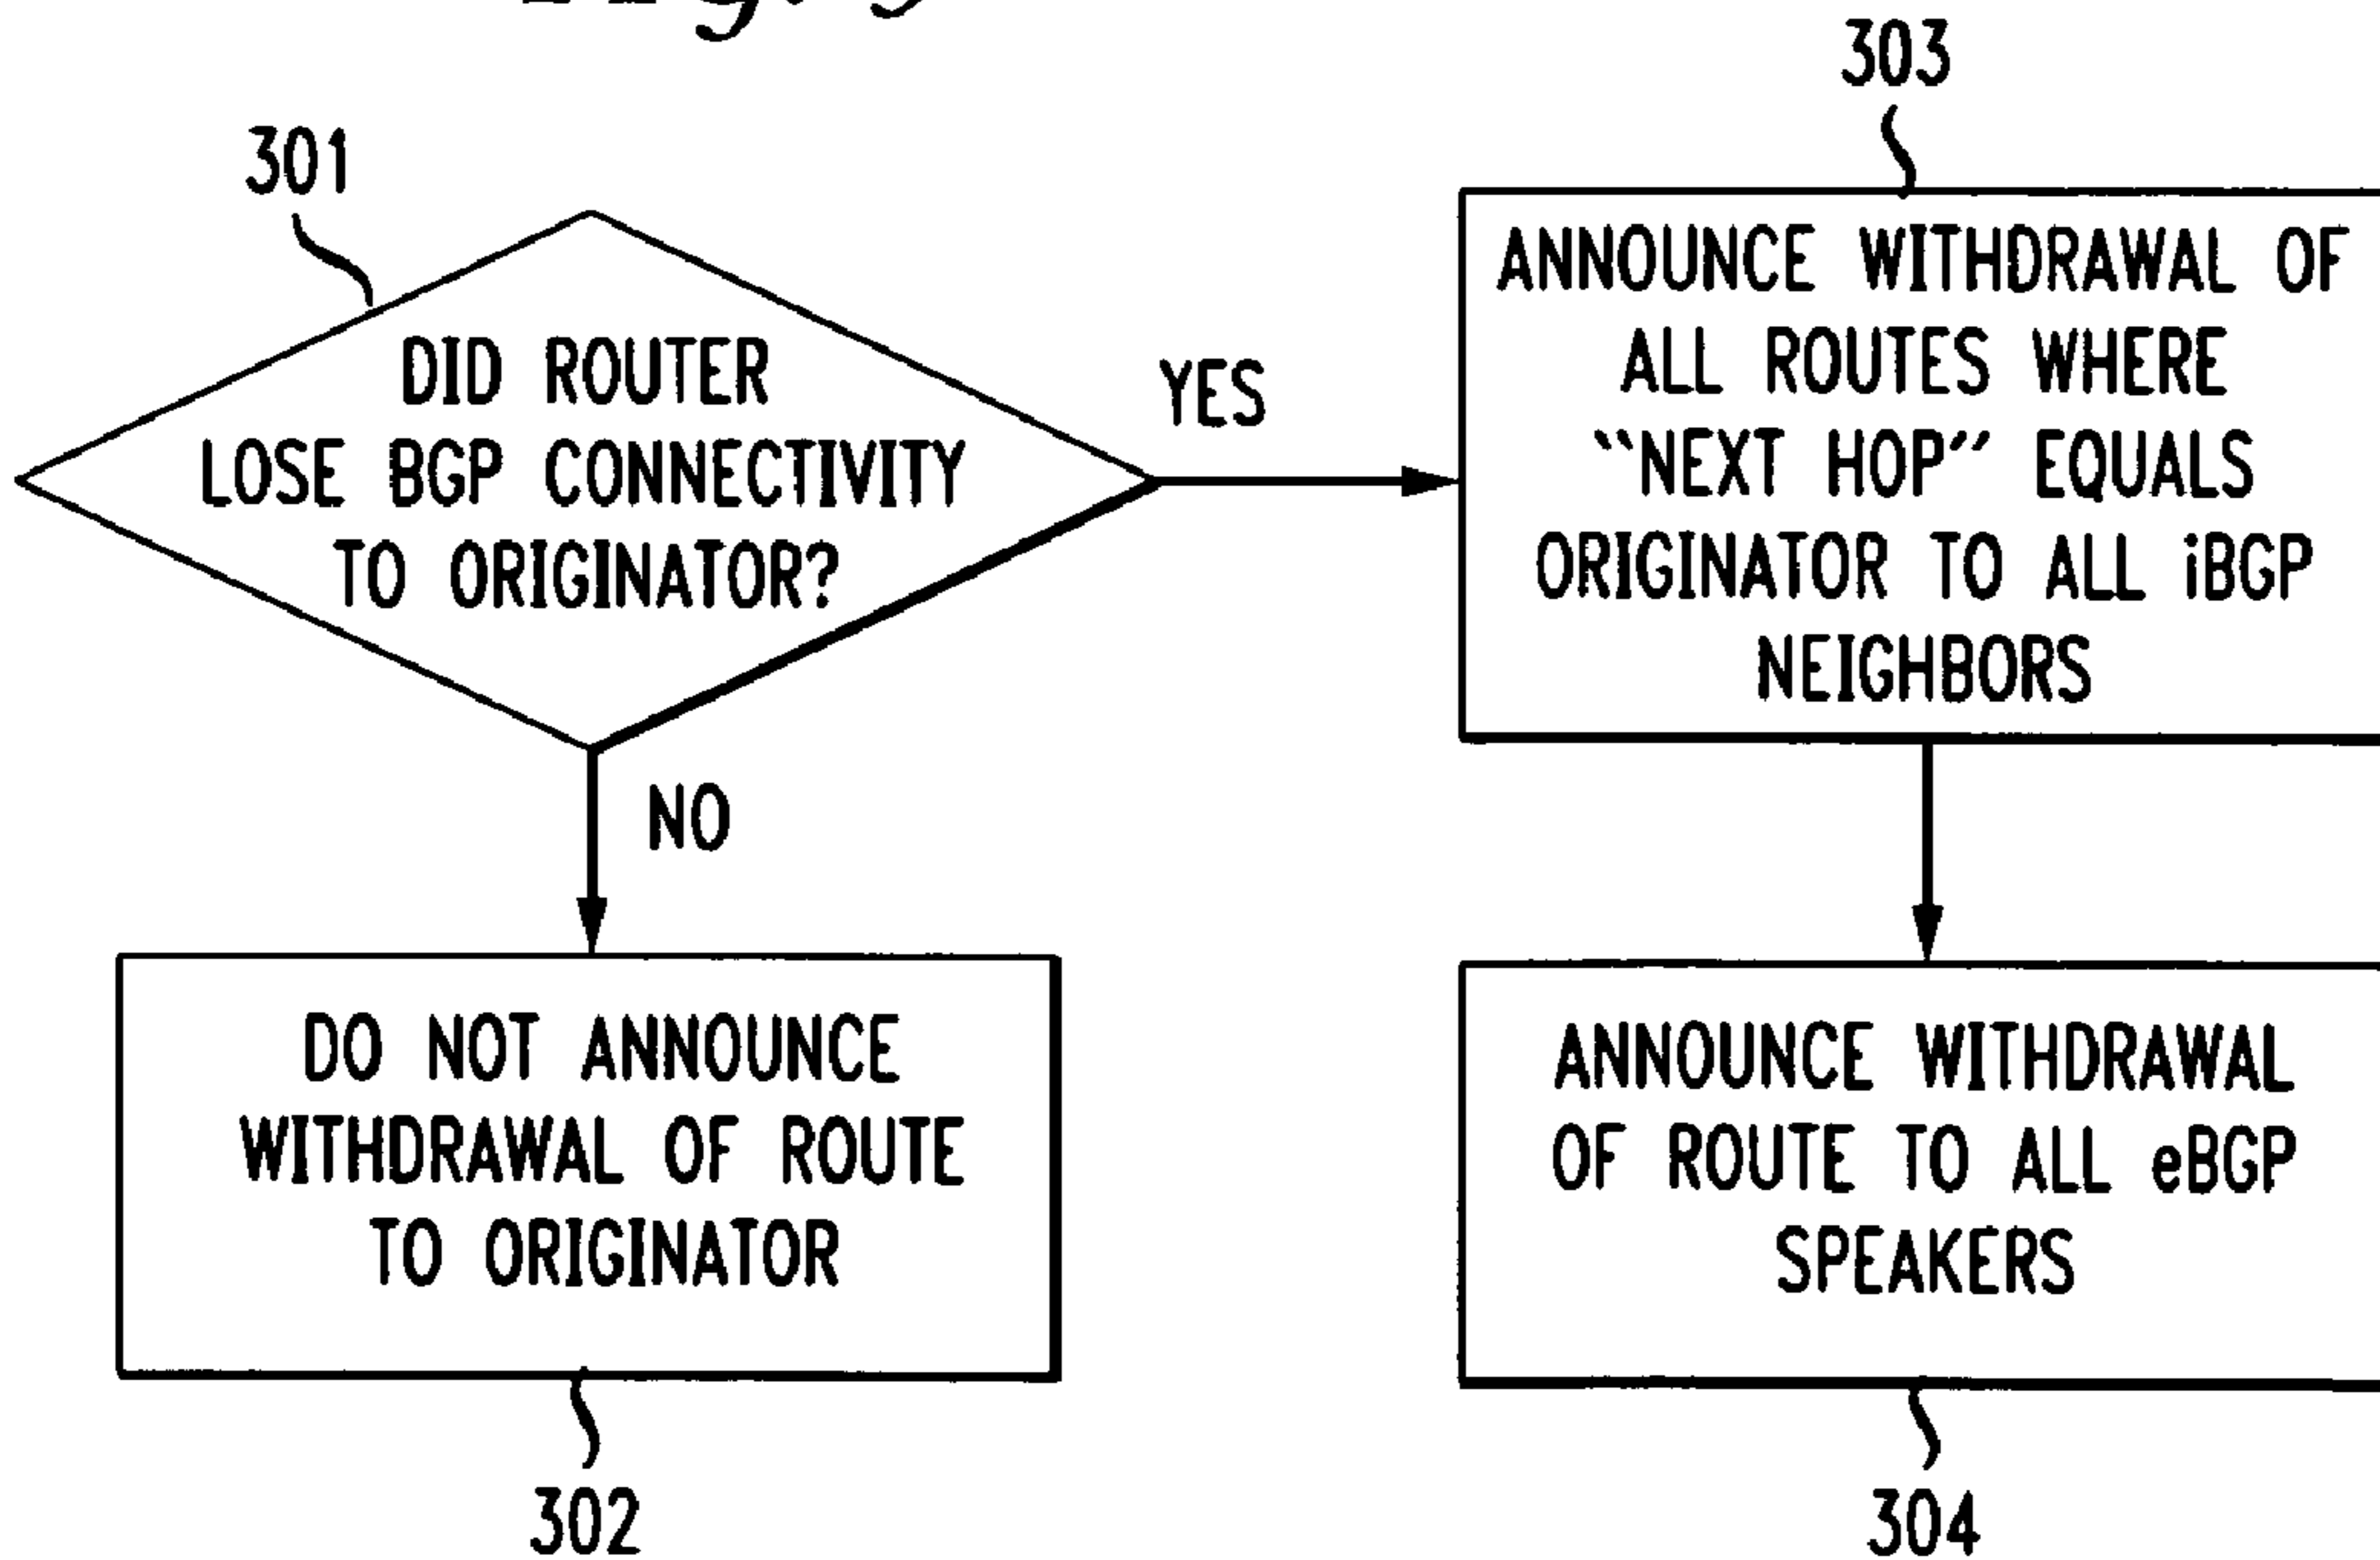 301
DID ROUTER
LOSE BGP CONNECTIVITY
TO ORIGINATOR?
YES
NO
303
ANNOUNCE WITHDRAWAL OF
ALL ROUTES WHERE
“NEXT HOP” EQUALS
ORIGINATOR TO ALL iBGP
NEIGHBORS
DO NOT ANNOUNCE
WITHDRAWAL OF ROUTE
TO ORIGINATOR
302
ANNOUNCE WITHDRAWAL
OF ROUTE TO ALL eBGP
SPEAKERS
304